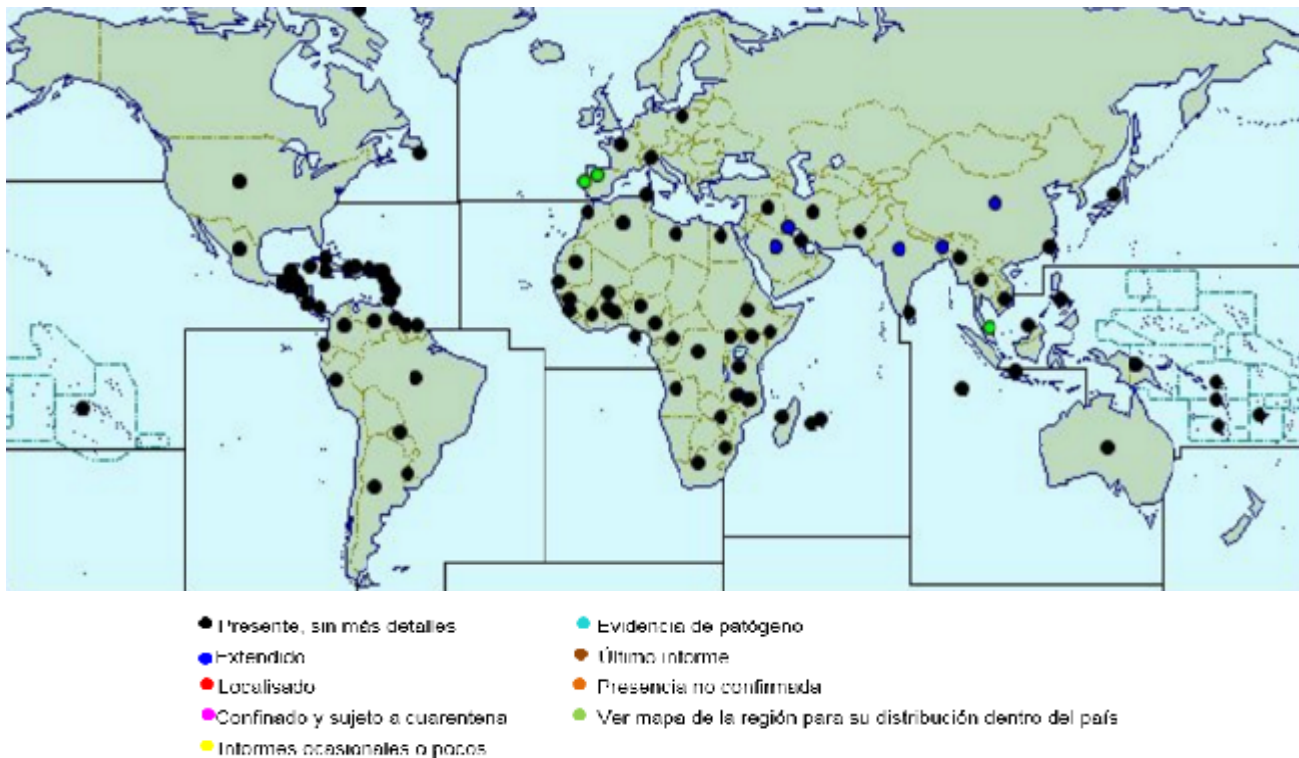 Presente, sin más detalles
Extendido
Localisado
Confinado y sujeto a cuarentena
Informes ocasionales o pocos
Evidencia de patógeno
Último informe
Presencia no confirmada
Ver mapa de la región para su distribución dentro del país